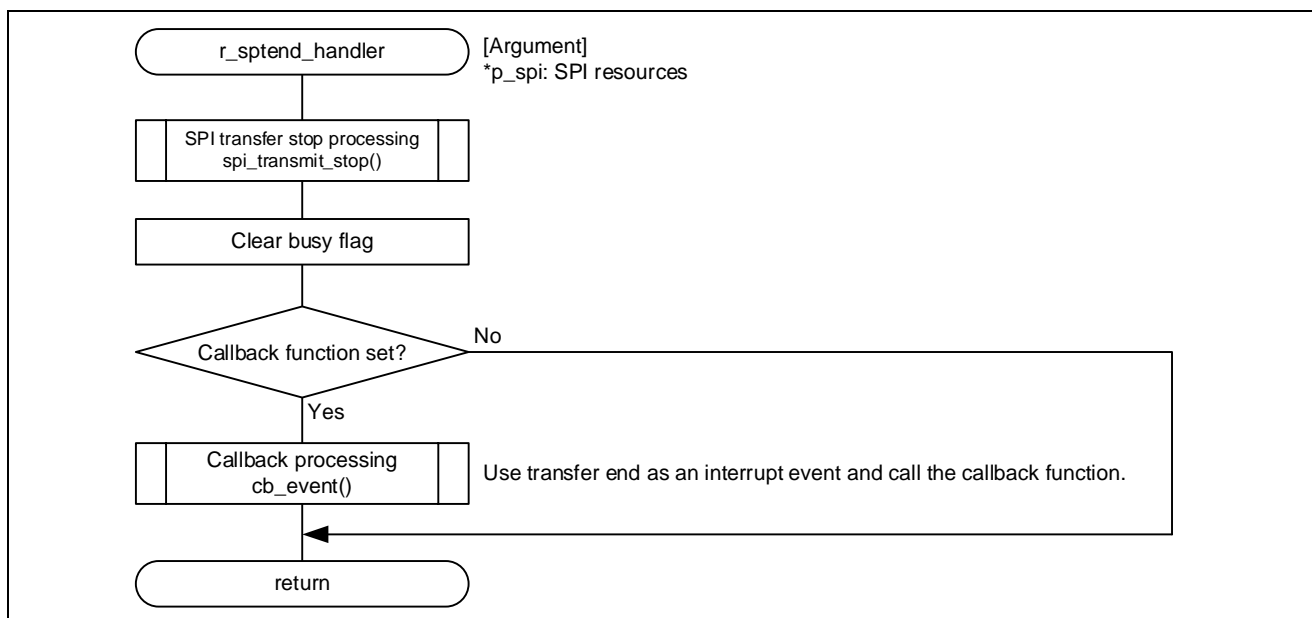 r_sptend_handler
[Argument]
*p_spi: SPI resources
SPI transfer stop processing
spi_transmit_stop()
Clear busy flag
Callback function set?
No
Yes
Callback processing
cb_event()
Use transfer end as an interrupt event and call the callback function.
return